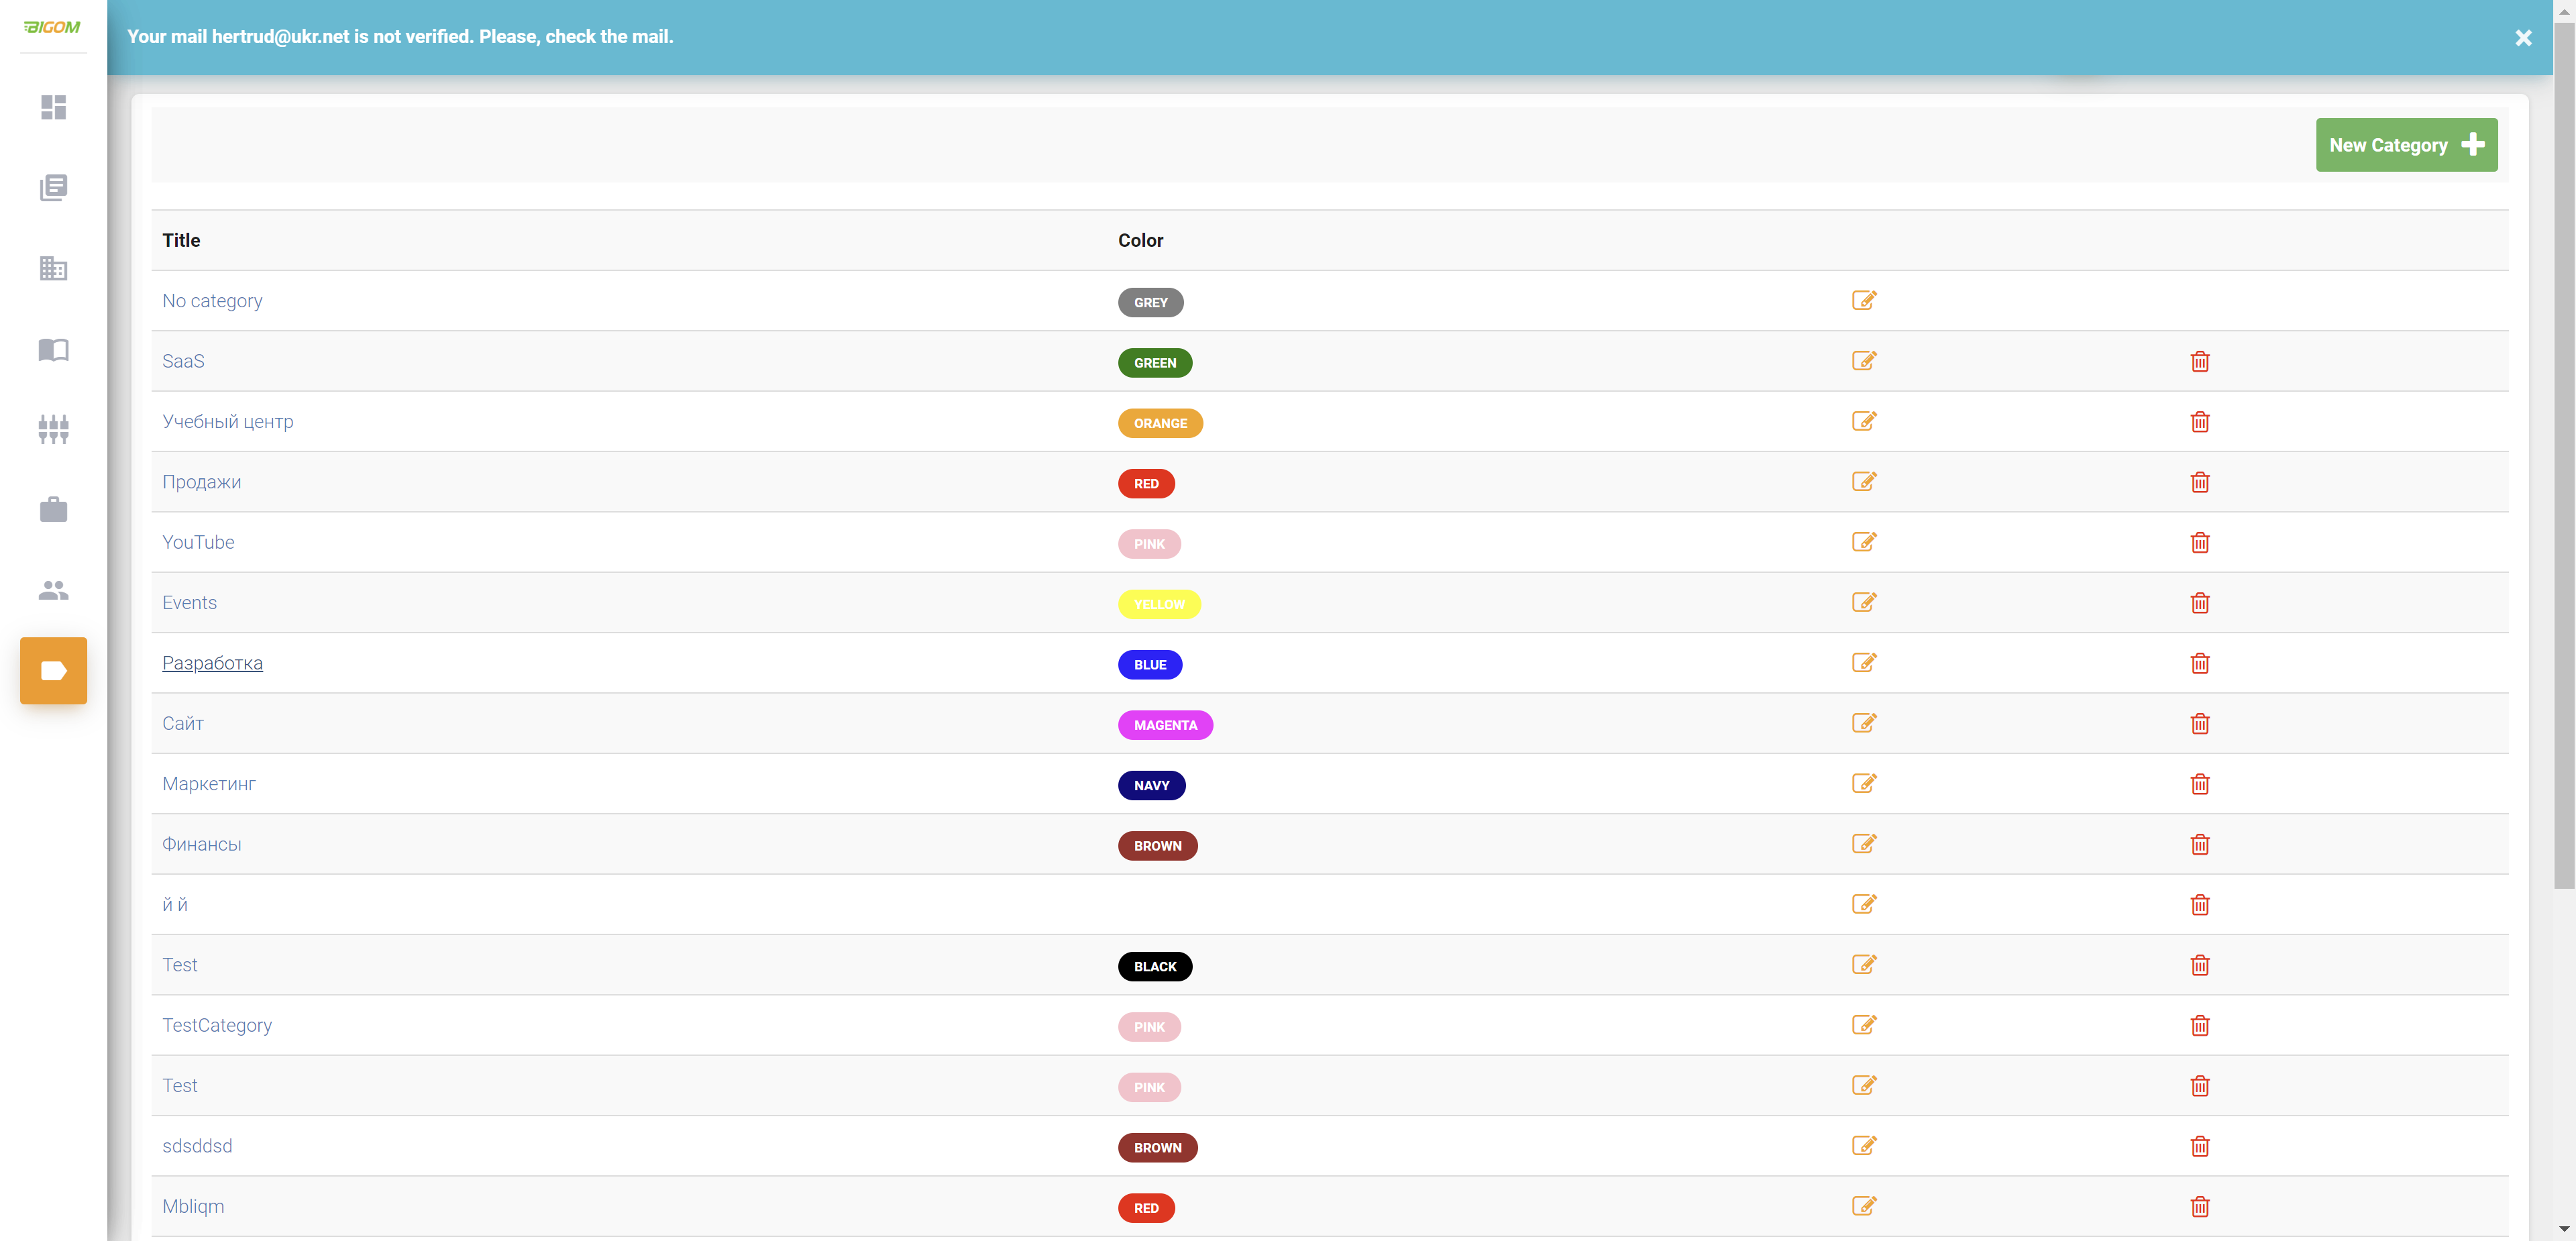 BIGOM
Your mail hertrud@ukr.net is not verified. Please, check the mail.
New Category
Title Color
No category GREY
SaaS GREEN
Учебный центр ORANGE
Продажи RED
YouTube PINK
Events YELLOW
Разработка BLUE
Сайт MAGENTA
Маркетинг NAVY
Финансы BROWN
й й
Test BLACK
TestCategory PINK
Test PINK
sdsddsd BROWN
Mbliqm RED